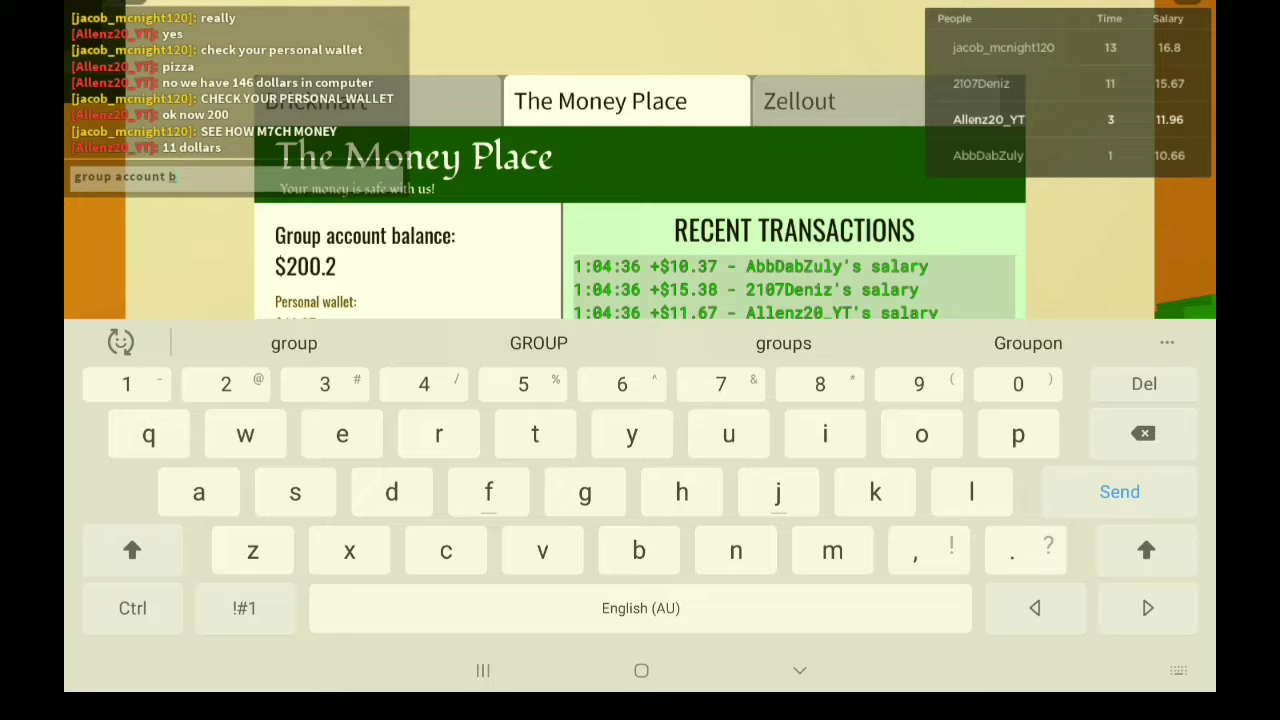 [jacob_mcnight120]: really
[Allenz20_YT]: yes
[jacob_mcnight120]: check your personal wallet
[Allenz20_YT]: pizza
[Allenz20_YT]: no we have 146 dollars in computer
[jacob_mcnight120]: CHECK YOUR PERSONAL WALLET
[Allenz20_YT]: ok now 200
[jacob_mcnight120]: SEE HOW M7CH MONEY
[Allenz20_YT]: 11 dollars
group account b
People Time Salary
jacob_mcnight120 13 16.8
2107Deniz 11 15.67
Allenz20_YT 3 11.96
AbbDabZuly 1 10.66
Brickmart The Money Place Zellout
The Money Place
Your money is safe with us!
Group account balance:
$200.2
Personal wallet:
RECENT TRANSACTIONS
1:04:36 +$10.37 - AbbDabZuly's salary
1:04:36 +$15.38 - 2107Deniz's salary
1:04:36 +$11.67 - Allenz20_YT's salary
group GROUP groups Groupon
1 - 2 @ 3 # 4 / 5 % 6 ^ 7 & 8 * 9 ( 0 ) Del
q w e r t y u i o p
a s d f g h j k l Send
z x c v b n m , ! . ?
Ctrl !#1 English (AU)